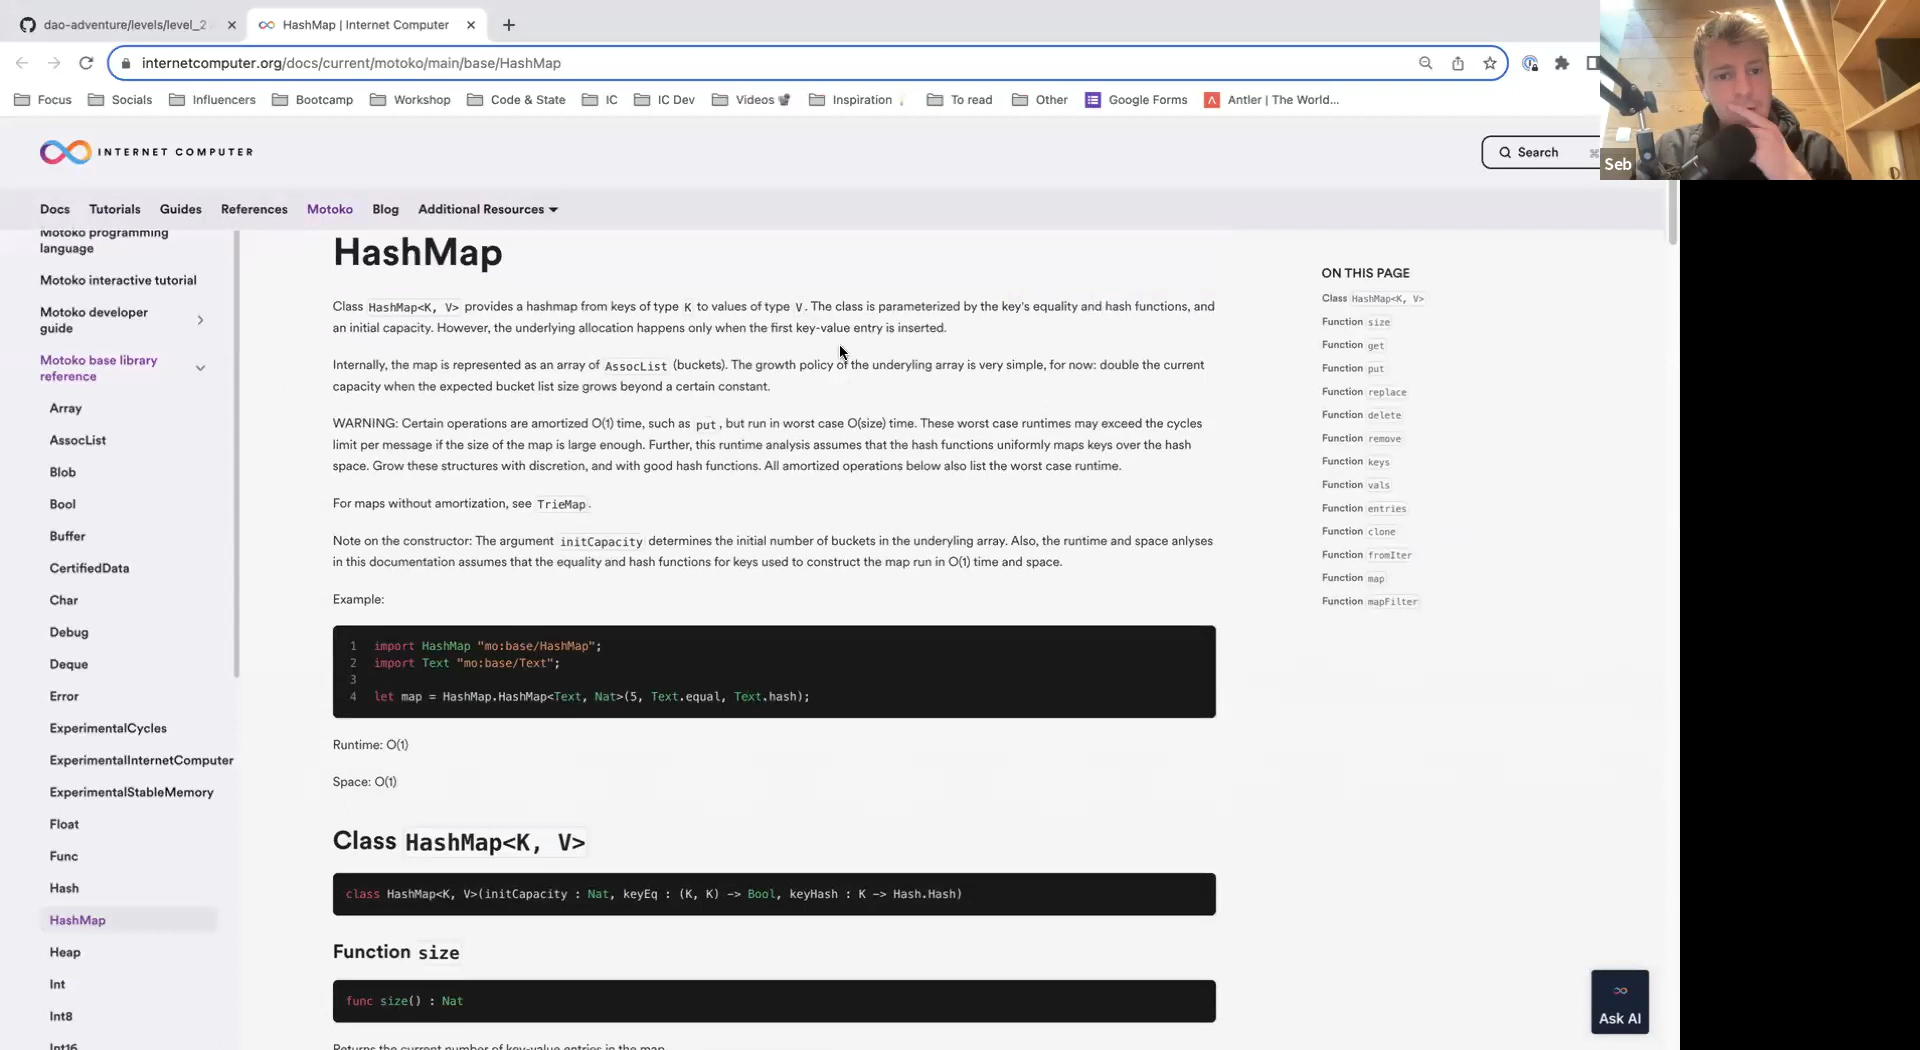 dao-adventure/levels/level_2
HashMap | Internet Computer
internetcomputer.org/docs/current/motoko/main/base/HashMap
Focus
Socials
Influencers
Bootcamp
Workshop
Code & State
IC
IC Dev
Videos
Inspiration
To read
Other
Google Forms
Antler | The World...
Seb
INTERNET COMPUTER
Search
Docs
Tutorials
Guides
References
Motoko
Blog
Additional Resources
Motoko programming
language
Motoko interactive tutorial
Motoko developer
guide
Motoko base library
reference
Array
AssocList
Blob
Bool
Buffer
CertifiedData
Char
Debug
Deque
Error
ExperimentalCycles
ExperimentalInternetComputer
ExperimentalStableMemory
Float
Func
Hash
HashMap
Heap
Int
Int8
Int16
HashMap
Class HashMap<K, V> provides a hashmap from keys of type K to values of type V. The class is parameterized by the key's equality and hash functions, and
an initial capacity. However, the underlying allocation happens only when the first key-value entry is inserted.
Internally, the map is represented as an array of AssocList (buckets). The growth policy of the underyling array is very simple, for now: double the current
capacity when the expected bucket list size grows beyond a certain constant.
WARNING: Certain operations are amortized O(1) time, such as put, but run in worst case O(size) time. These worst case runtimes may exceed the cycles
limit per message if the size of the map is large enough. Further, this runtime analysis assumes that the hash functions uniformly maps keys over the hash
space. Grow these structures with discretion, and with good hash functions. All amortized operations below also list the worst case runtime.
For maps without amortization, see TrieMap.
Note on the constructor: The argument initCapacity determines the initial number of buckets in the underyling array. Also, the runtime and space anlyses
in this documentation assumes that the equality and hash functions for keys used to construct the map run in O(1) time and space.
Example:
1 import HashMap "mo:base/HashMap";
2 import Text "mo:base/Text";
3
4 let map = HashMap.HashMap<Text, Nat>(5, Text.equal, Text.hash);
Runtime: O(1)
Space: O(1)
Class HashMap<K, V>
class HashMap<K, V>(initCapacity : Nat, keyEq : (K, K) -> Bool, keyHash : K -> Hash.Hash)
Function size
func size() : Nat
Returns the current number of key-value entries in the map.
ON THIS PAGE
Class HashMap<K, V>
Function size
Function get
Function put
Function replace
Function delete
Function remove
Function keys
Function vals
Function entries
Function clone
Function fromIter
Function map
Function mapFilter
Ask AI